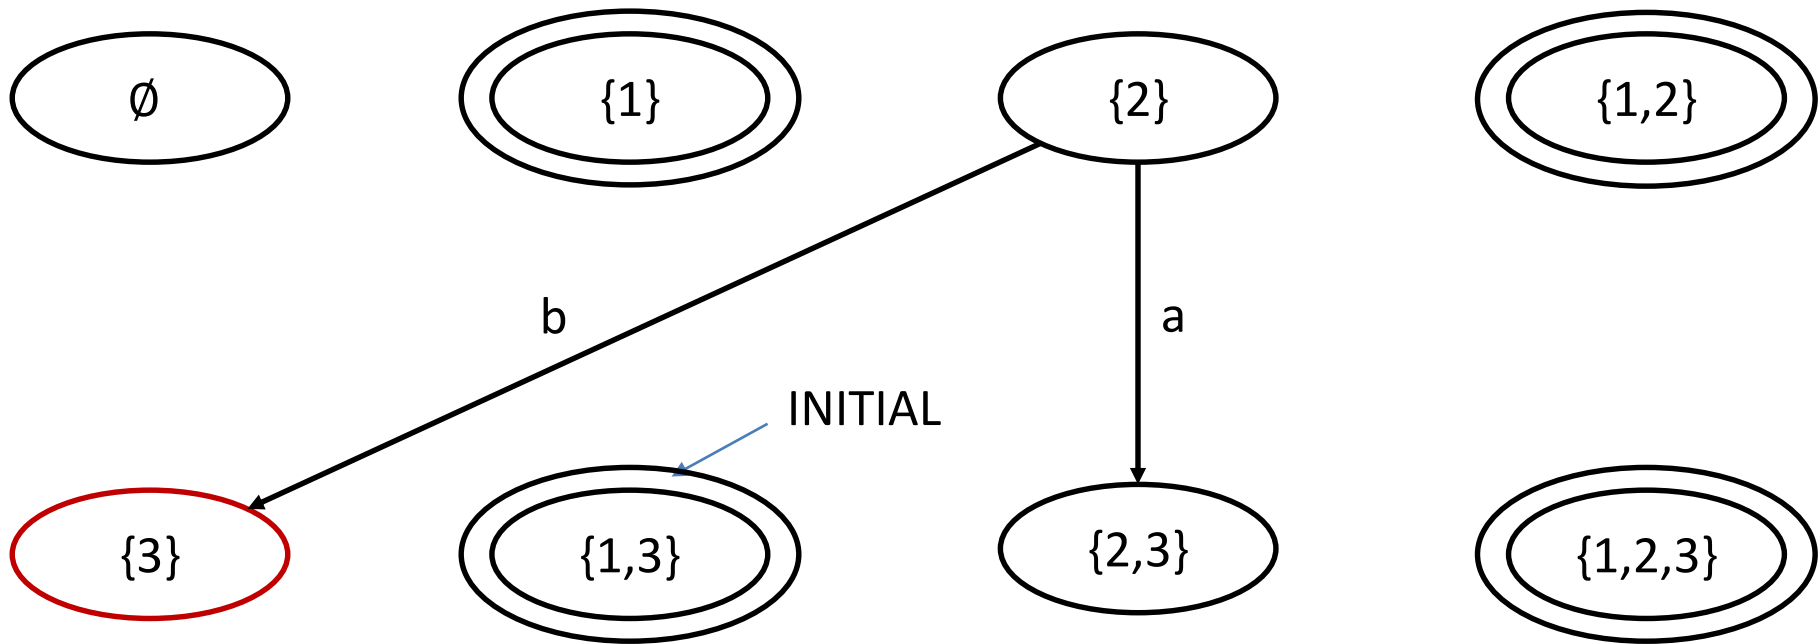 ∅ {1} {2} {1,2}
b a
INITIAL
{3} {1,3} {2,3} {1,2,3}